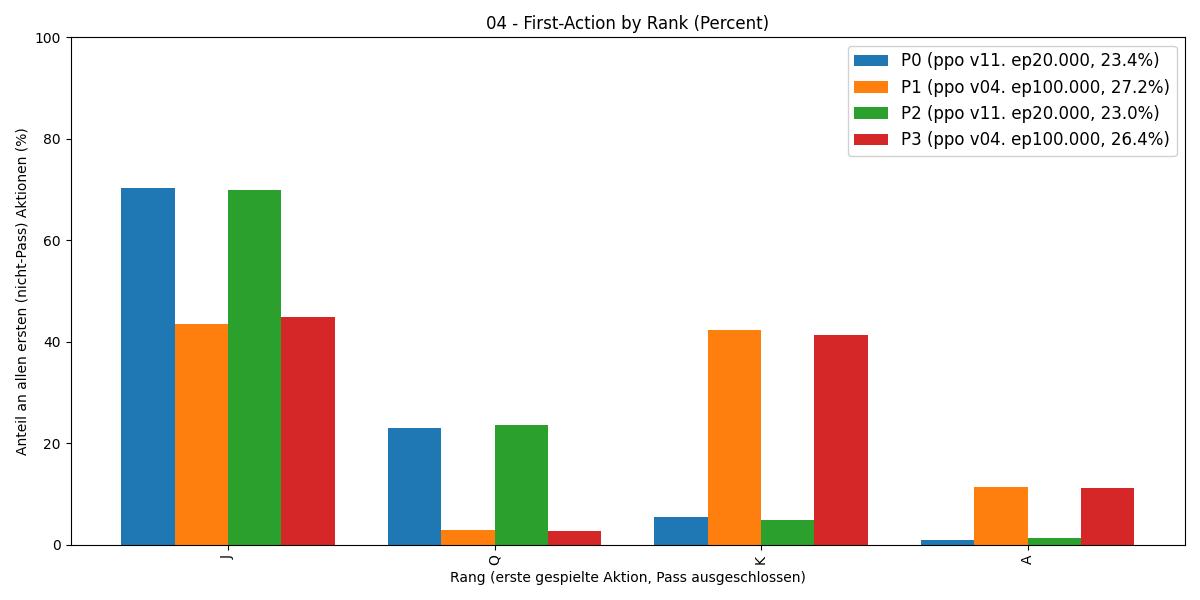 04 - First-Action by Rank (Percent)
Anteil an allen ersten (nicht-Pass) Aktionen (%)
100
80
60
40
20
0
P0 (ppo v11. ep20.000, 23.4%)
P1 (ppo v04. ep100.000, 27.2%)
P2 (ppo v11. ep20.000, 23.0%)
P3 (ppo v04. ep100.000, 26.4%)
J
Q
K
A
Rang (erste gespielte Aktion, Pass ausgeschlossen)